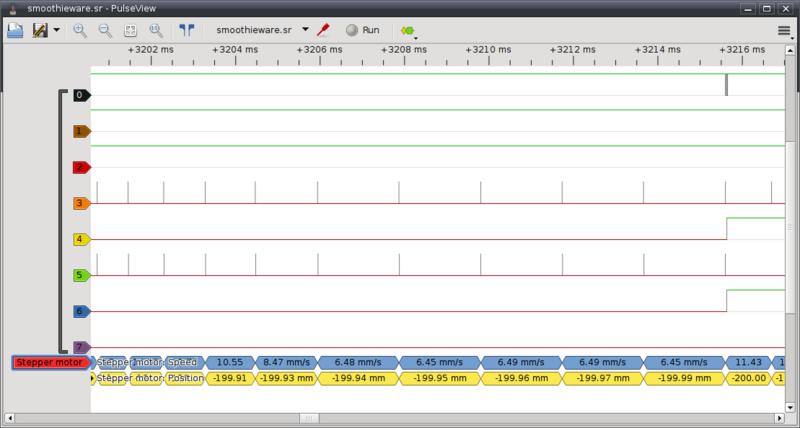 smoothieware.sr - PulseView
smoothieware.sr
Run
+3202 ms +3204 ms +3206 ms +3208 ms +3210 ms +3212 ms +3214 ms +3216 ms
0
1
2
3
4
5
6
7
Stepper motor Stepper motor: Speed 10.55 8.47 mm/s 6.48 mm/s 6.45 mm/s 6.49 mm/s 6.49 mm/s 6.45 mm/s 11.43
Stepper motor: Position -199.91 -199.93 mm -199.94 mm -199.95 mm -199.96 mm -199.97 mm -199.99 mm -200.00